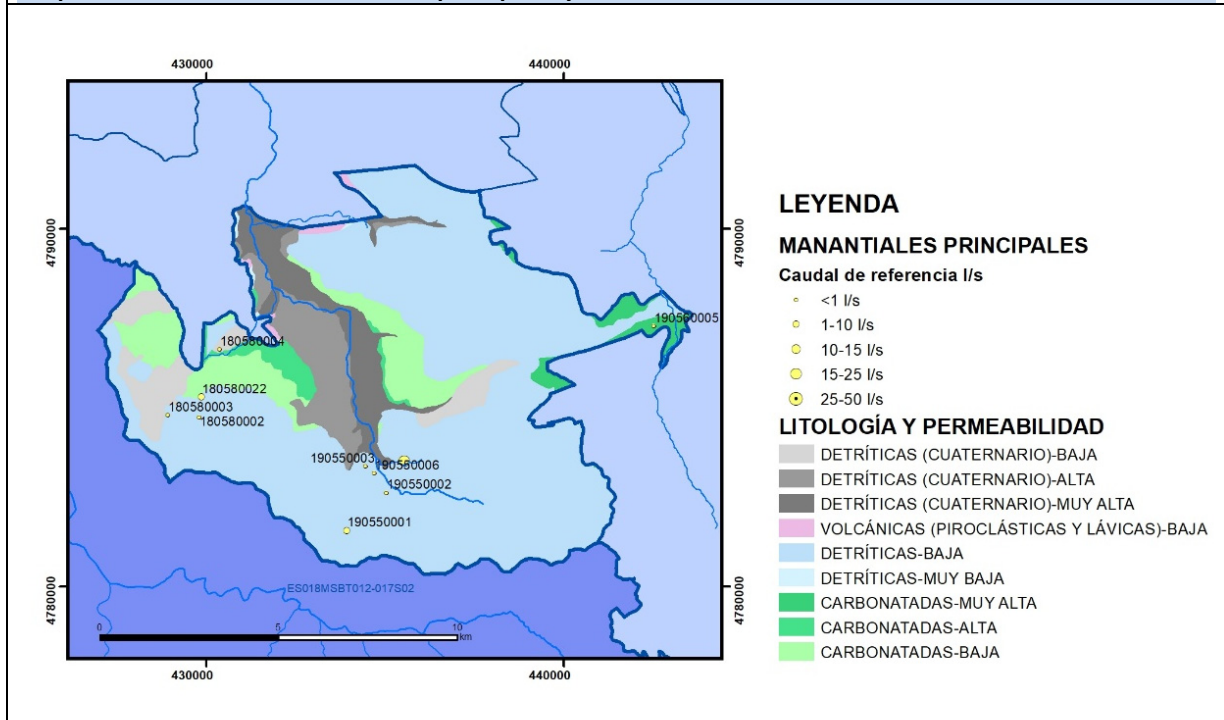 430000
440000
4790000
4790000
190560005
180580004
180580022
180580003
180580002
190550003
190550006
190550002
190550001
4780000
4780000
ES018MSBT012-017S02
0
5
10
km
430000
440000
LEYENDA
MANANTIALES PRINCIPALES
Caudal de referencia l/s
<1 l/s
1-10 l/s
10-15 l/s
15-25 l/s
25-50 l/s
LITOLOGÍA Y PERMEABILIDAD
DETRÍTICAS (CUATERNARIO)-BAJA
DETRÍTICAS (CUATERNARIO)-ALTA
DETRÍTICAS (CUATERNARIO)-MUY ALTA
VOLCÁNICAS (PIROCLÁSTICAS Y LÁVICAS)-BAJA
DETRÍTICAS-BAJA
DETRÍTICAS-MUY BAJA
CARBONATADAS-MUY ALTA
CARBONATADAS-ALTA
CARBONATADAS-BAJA